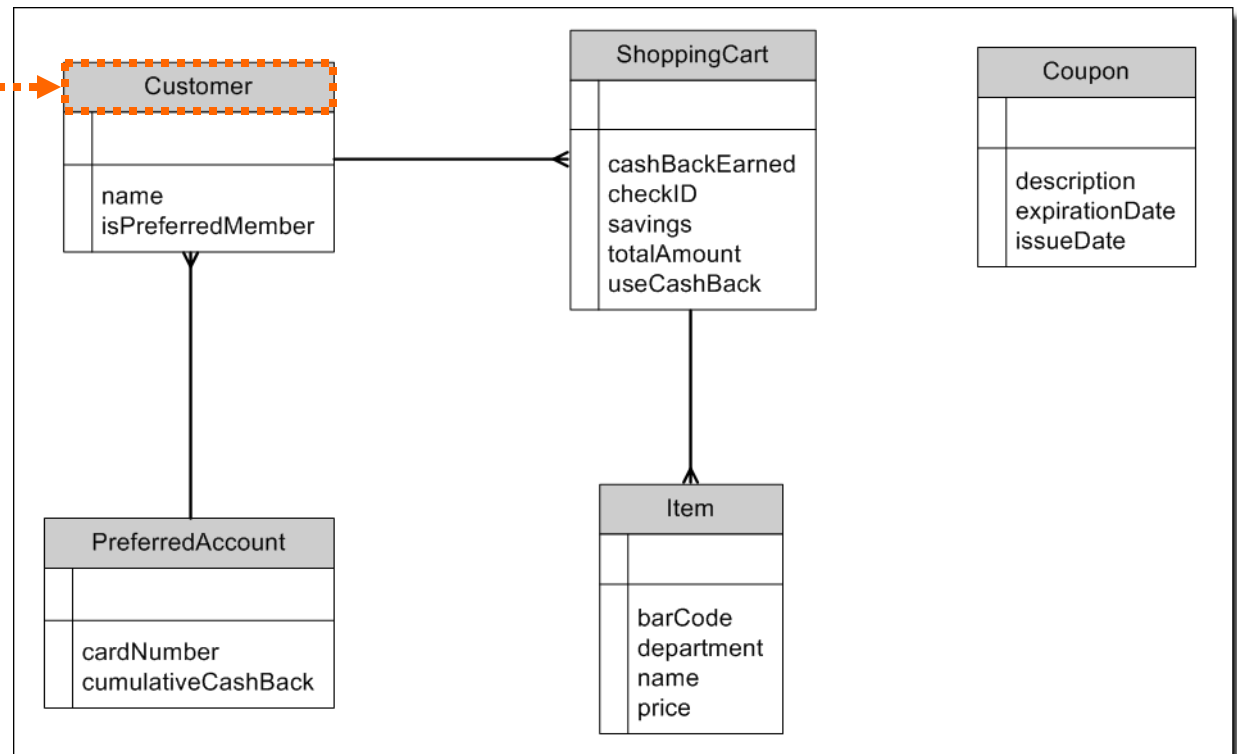 Customer
name
isPreferredMember
ShoppingCart
cashBackEarned
checkID
savings
totalAmount
useCashBack
Coupon
description
expirationDate
issueDate
PreferredAccount
cardNumber
cumulativeCashBack
Item
barCode
department
name
price